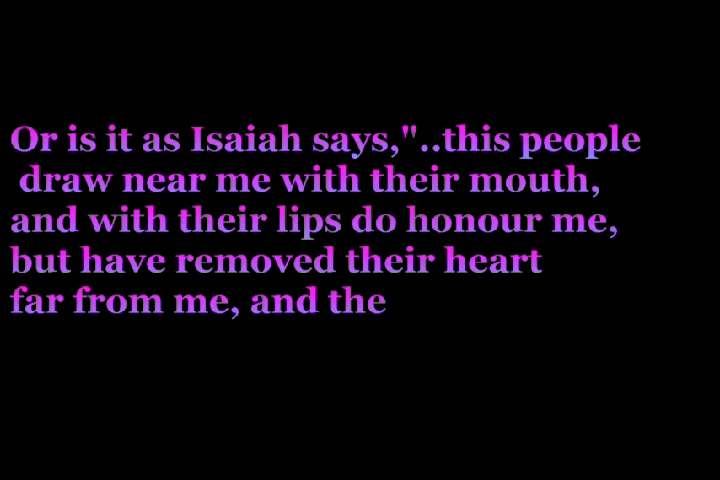 Or is it as Isaiah says,"..this people
draw near me with their mouth,
and with their lips do honour me,
but have removed their heart
far from me, and the